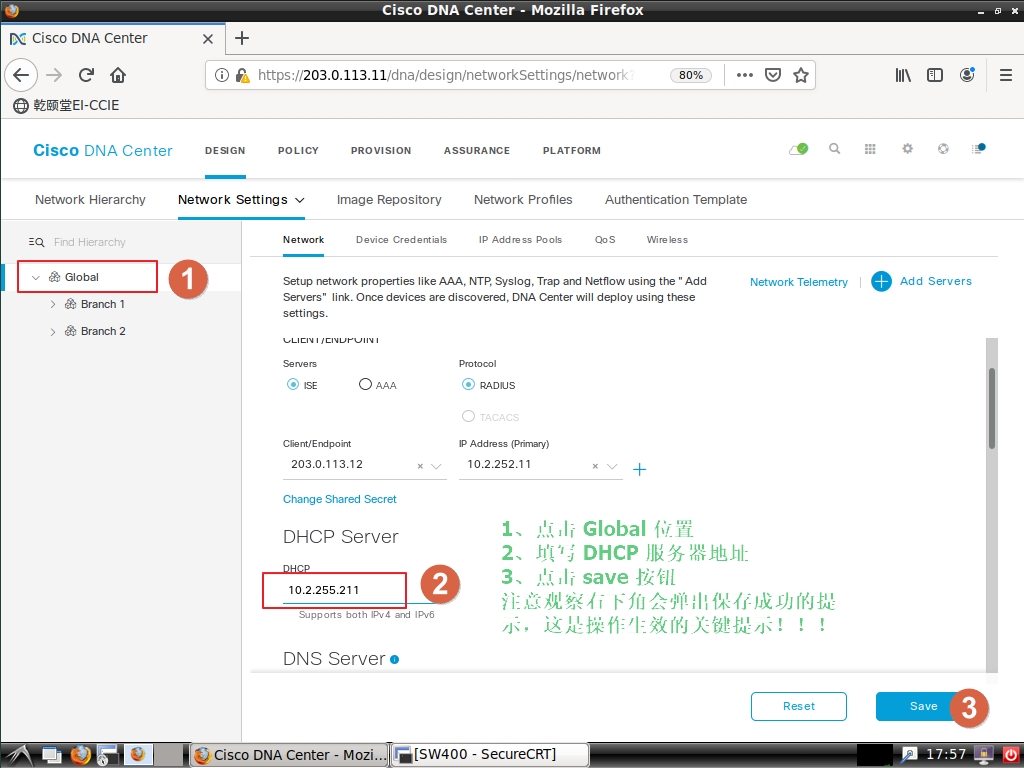 Cisco DNA Center - Mozilla Firefox
Cisco DNA Center
https://203.0.113.11/dna/design/networkSettings/network?
80%
乾颐堂EI-CCIE
Cisco DNA Center
DESIGN
POLICY
PROVISION
ASSURANCE
PLATFORM
Network Hierarchy
Network Settings
Image Repository
Network Profiles
Authentication Template
Find Hierarchy
Global
1
Branch 1
Branch 2
Network
Device Credentials
IP Address Pools
QoS
Wireless
Setup network properties like AAA, NTP, Syslog, Trap and Netflow using the "Add
Servers" link. Once devices are discovered, DNA Center will deploy using these
settings.
Network Telemetry
Add Servers
CLIENT/ENDPOINT
Servers
Protocol
ISE
AAA
RADIUS
TACACS
Client/Endpoint
IP Address (Primary)
203.0.113.12
10.2.252.11
Change Shared Secret
DHCP Server
DHCP
10.2.255.211
2
Supports both IPv4 and IPv6
DNS Server
1、点击 Global 位置
2、填写 DHCP 服务器地址
3、点击 save 按钮
注意观察右下角会弹出保存成功的提
示，这是操作生效的关键提示！！！
Reset
Save
3
Cisco DNA Center - Mozi...
[SW400 - SecureCRT]
17:57